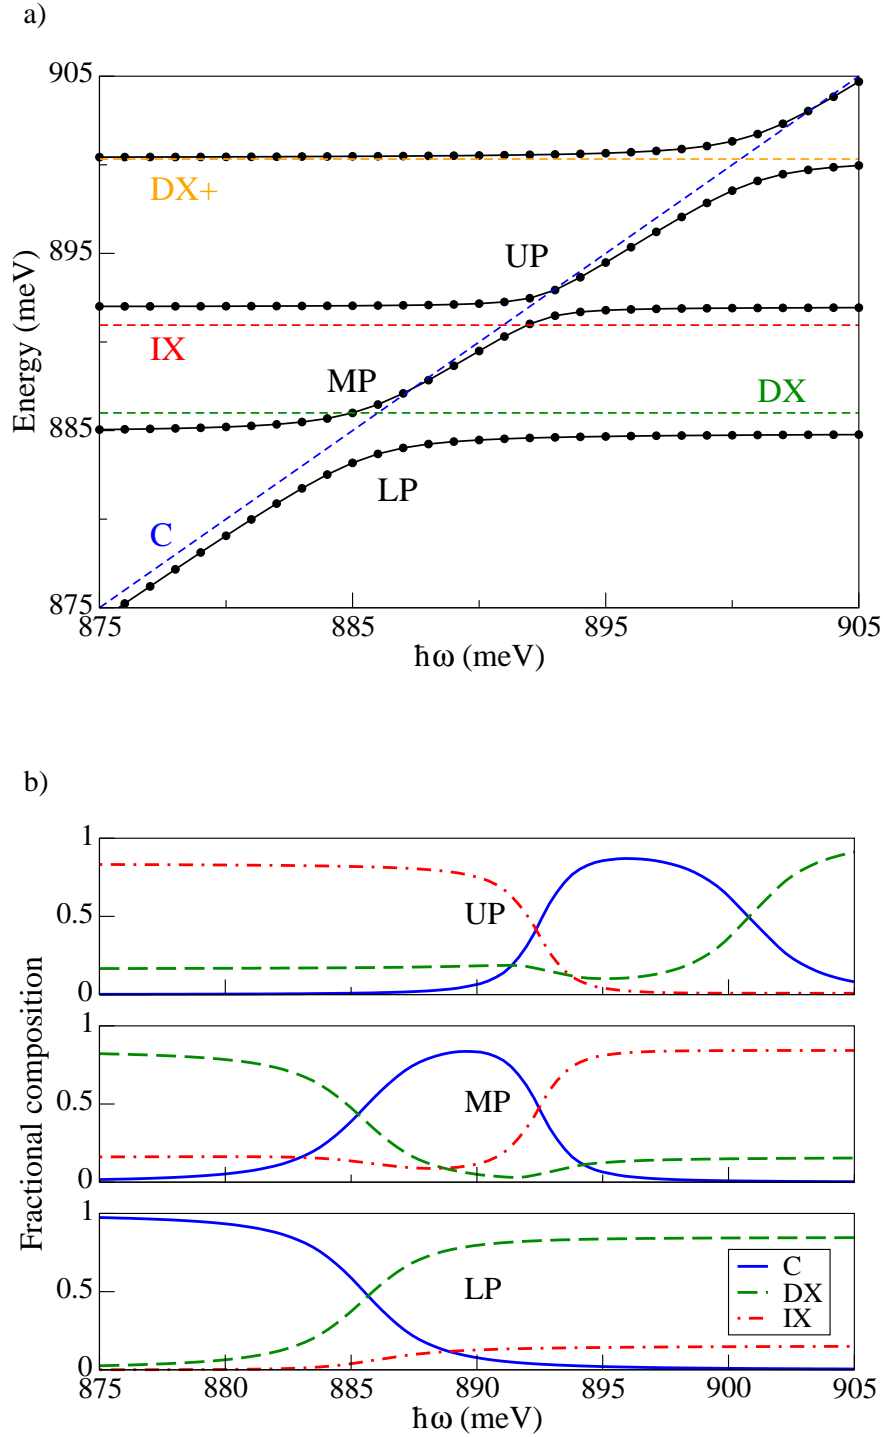 a)
905
DX+
895
UP
IX
MP
DX
885
LP
C
875
Energy (meV)
875 885 895 905
ħω (meV)
b)
1
0.5
UP
0
1
0.5
MP
0
1
0.5
LP
C
DX
IX
0
Fractional composition
875 880 885 890 895 900 905
ħω (meV)